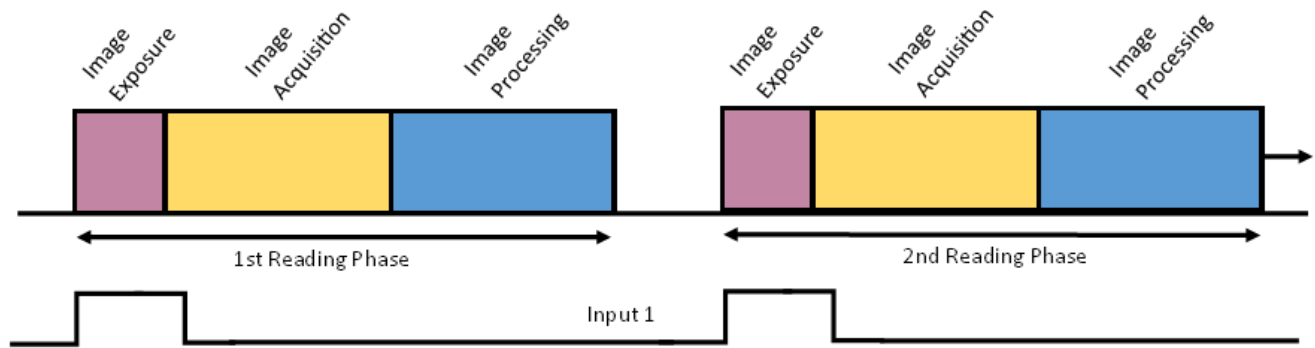 Image
Exposure
Image
Acquisition
Image
Processing
Image
Exposure
Image
Acquisition
Image
Processing
1st Reading Phase
2nd Reading Phase
Input 1